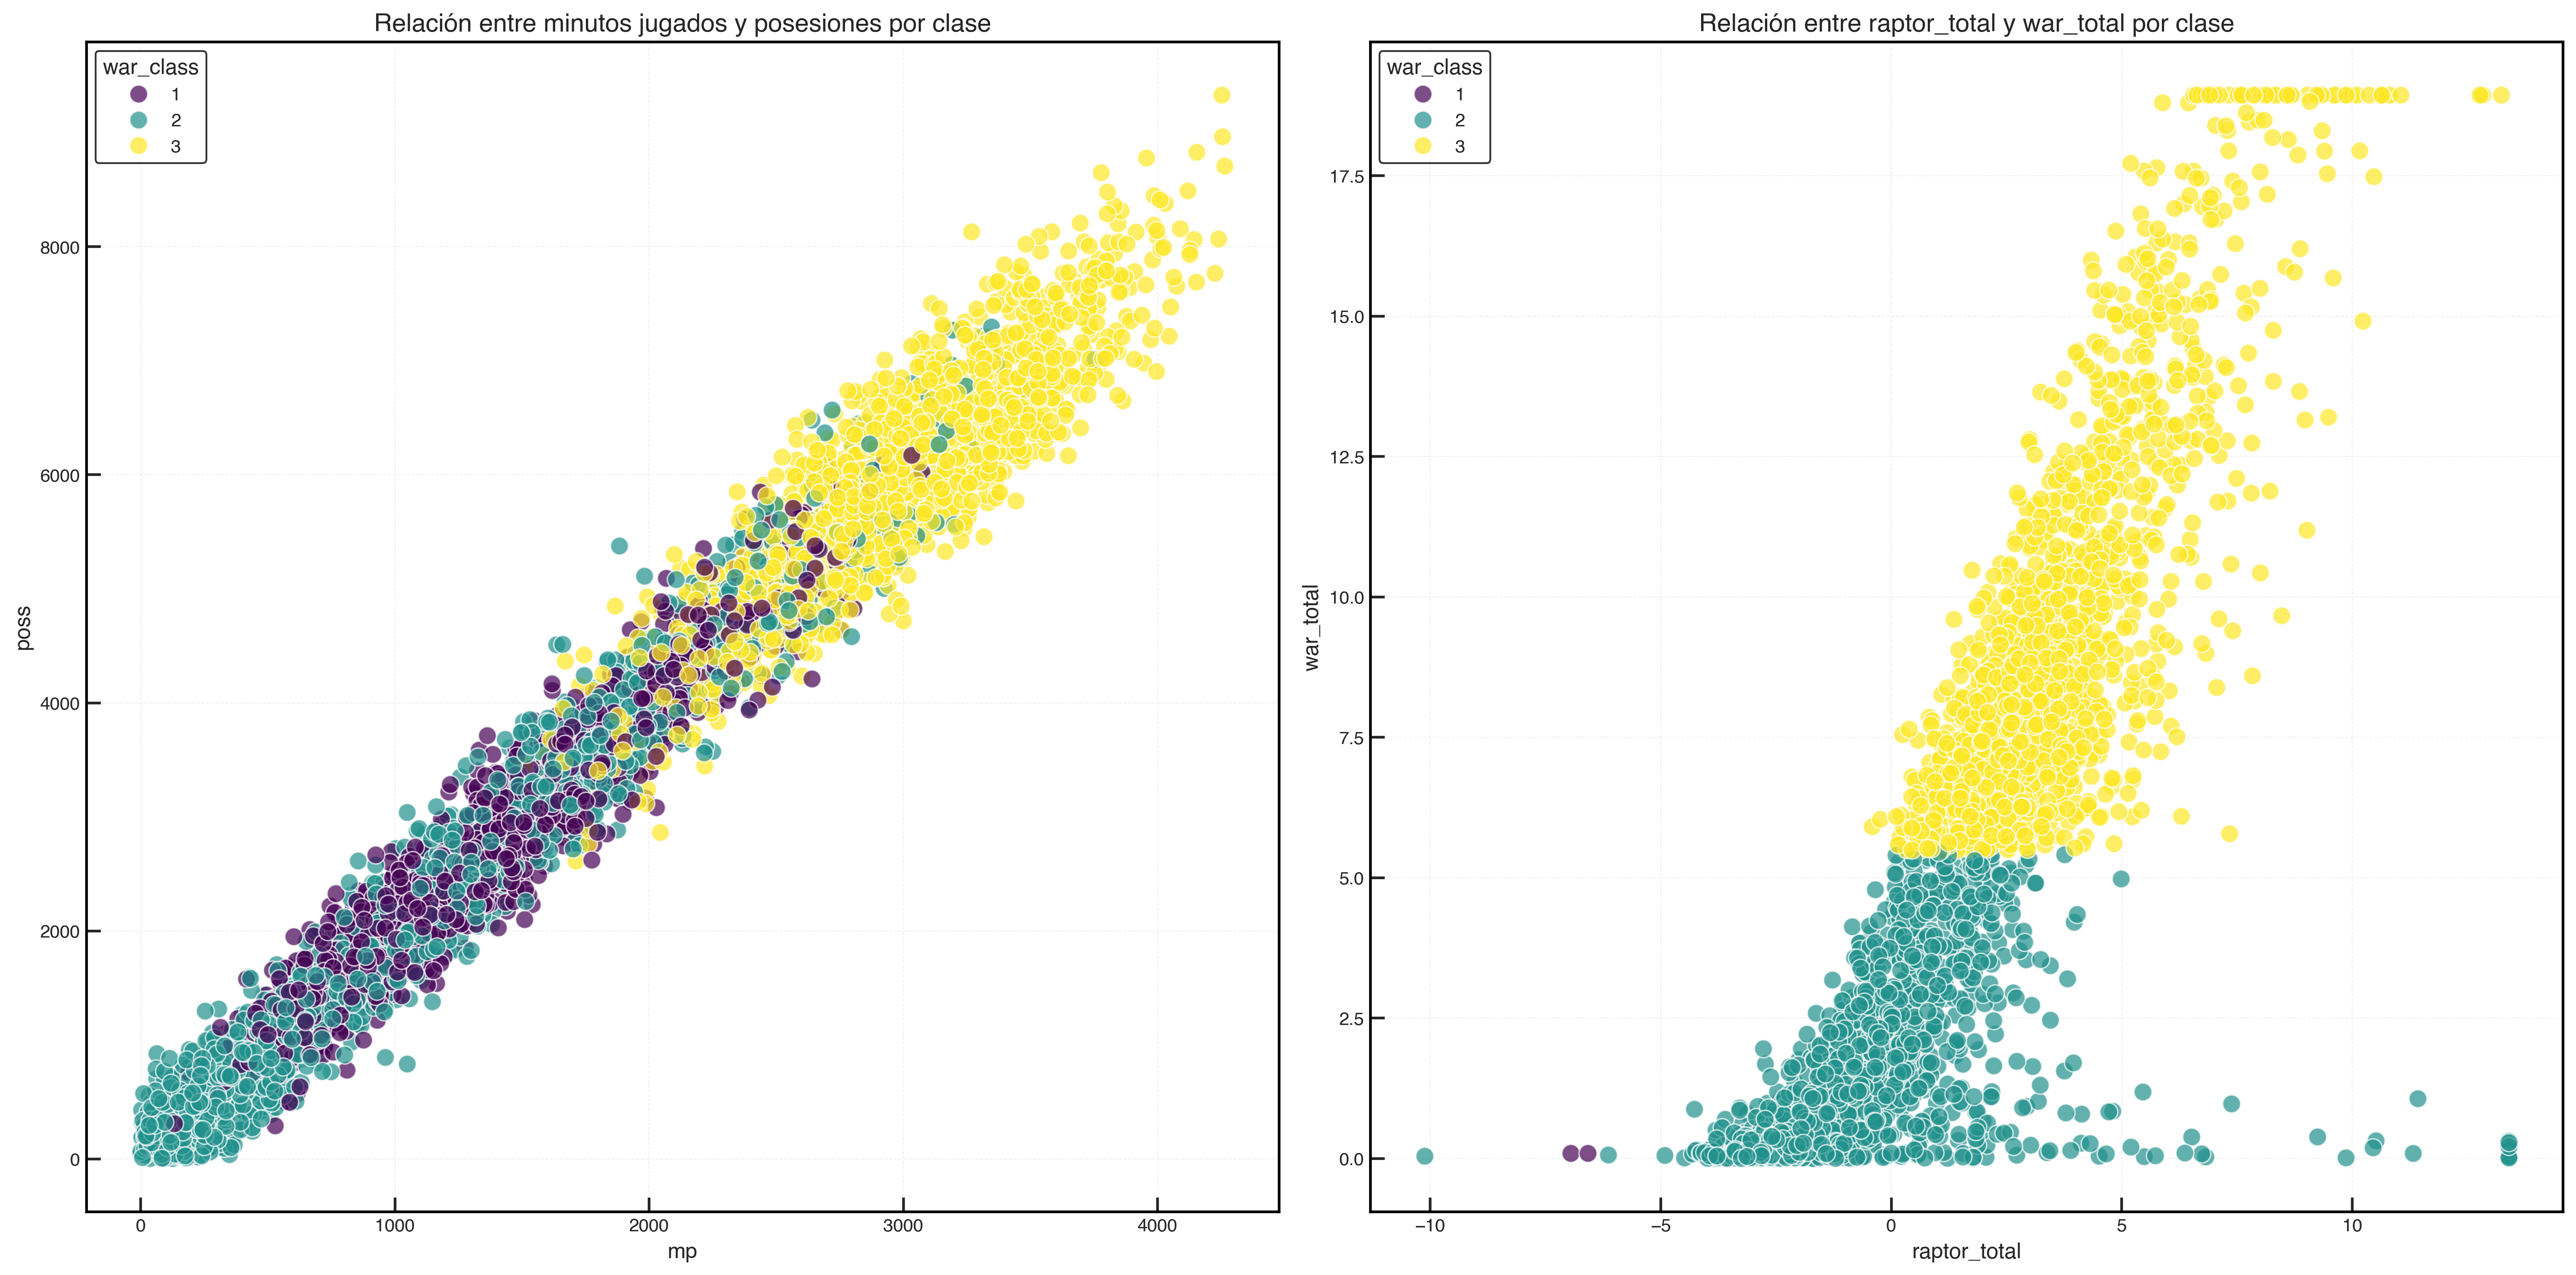 Relación entre minutos jugados y posesiones por clase
war_class
1
2
3
8000
6000
4000
2000
0
poss
0 1000 2000 3000 4000
mp
Relación entre raptor_total y war_total por clase
war_class
1
2
3
17.5
15.0
12.5
10.0
7.5
5.0
2.5
0.0
war_total
−10 −5 0 5 10
raptor_total